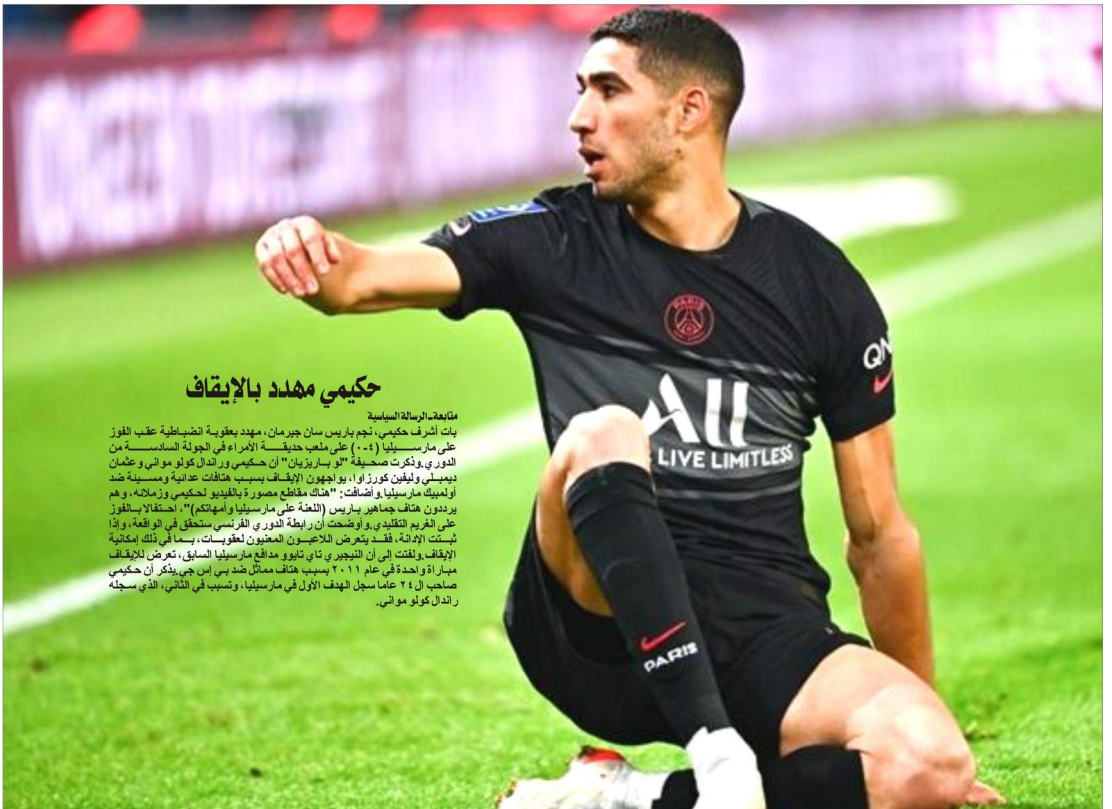 حكيمي مهدد بالإيقاف
متابعة-الرسالة السياسية
بات أشرف حكيمي، نجم باريس سان جيرمان، مهدد بعقوبة انضباطية عقب الفوز
على مارسيليا (٤-٠) على ملعب حديقة الأمراء في الجولة السادسة من
الدوري.وذكرت صحيفة "لو باريزيان" أن حكيمي وراندال كولو مواني وعثمان
ديمبلي وليفين كورزاوا، يواجهون الإيقاف بسبب هتافات عدائية ومسيئة ضد
أولمبيك مارسيليا.وأضافت: "هناك مقاطع مصورة بالفيديو لحكيمي وزملائه، وهم
يرددون هتاف جماهير باريس (اللعنة على مارسيليا وأمهاتكم)"، احتفالا بالفوز
على الغريم التقليدي.وأوضحت أن رابطة الدوري الفرنسي ستحقق في الواقعة، وإذا
ثبتت الإدانة، فقد يتعرض اللاعبون المعنيون لعقوبات، بما في ذلك إمكانية
الإيقاف.ولفتت إلى أن النيجيري تاي تايوو مدافع مارسيليا السابق، تعرض للإيقاف
مباراة واحدة في عام ٢٠١١ بسبب هتاف مماثل ضد بي إس جي.يذكر أن حكيمي
صاحب ال٢٤ عاما سجل الهدف الأول في مارسيليا، وتسبب في الثاني، الذي سجله
راندال كولو مواني.
PARIS
QN
All
LIVE LIMITLESS
PARIS